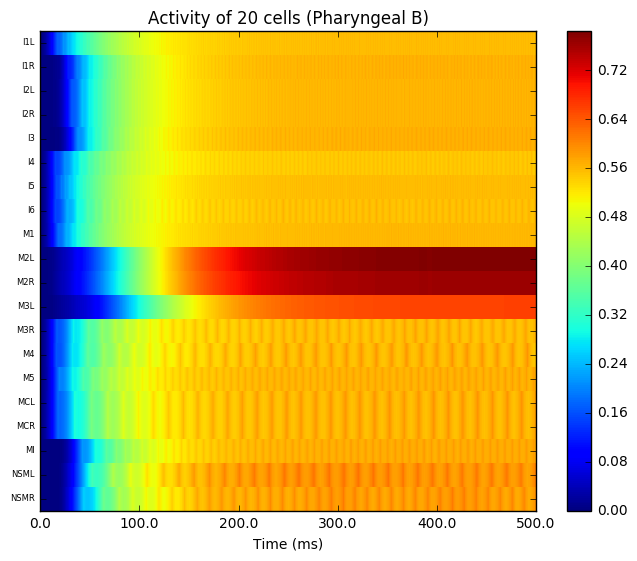 Activity of 20 cells (Pharyngeal B)
I1L
I1R
I2L
I2R
I3
I4
I5
I6
M1
M2L
M2R
M3L
M3R
M4
M5
MCL
MCR
MI
NSML
NSMR
0.0 100.0 200.0 300.0 400.0 500.0
Time (ms)
0.72
0.64
0.56
0.48
0.40
0.32
0.24
0.16
0.08
0.00